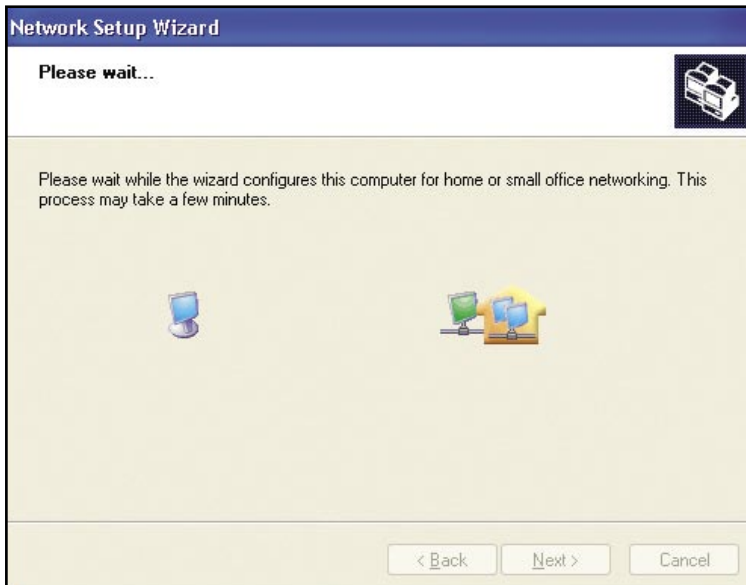 Network Setup Wizard
Please wait...
Please wait while the wizard configures this computer for home or small office networking. This
process may take a few minutes.
< Back Next > Cancel